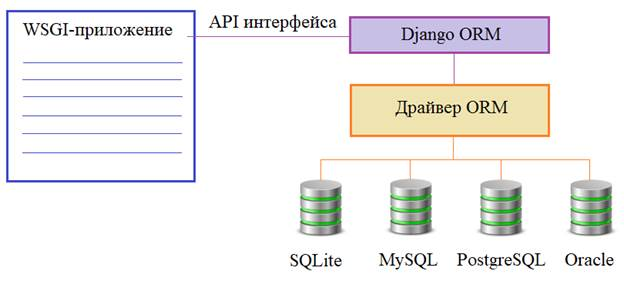 WSGI-приложение
API интерфейса
Django ORM
Драйвер ORM
SQLite
MySQL
PostgreSQL
Oracle